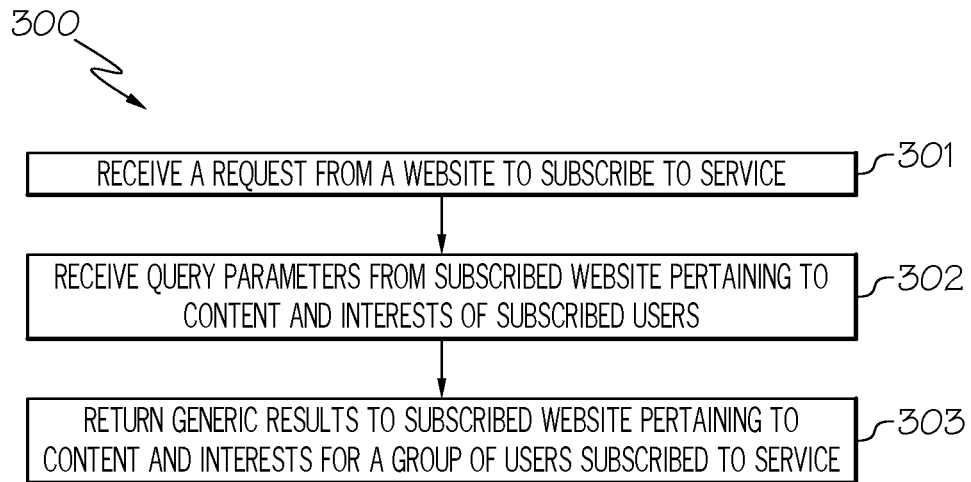 300
RECEIVE A REQUEST FROM A WEBSITE TO SUBSCRIBE TO SERVICE
301
RECEIVE QUERY PARAMETERS FROM SUBSCRIBED WEBSITE PERTAINING TO
CONTENT AND INTERESTS OF SUBSCRIBED USERS
302
RETURN GENERIC RESULTS TO SUBSCRIBED WEBSITE PERTAINING TO
CONTENT AND INTERESTS FOR A GROUP OF USERS SUBSCRIBED TO SERVICE
303